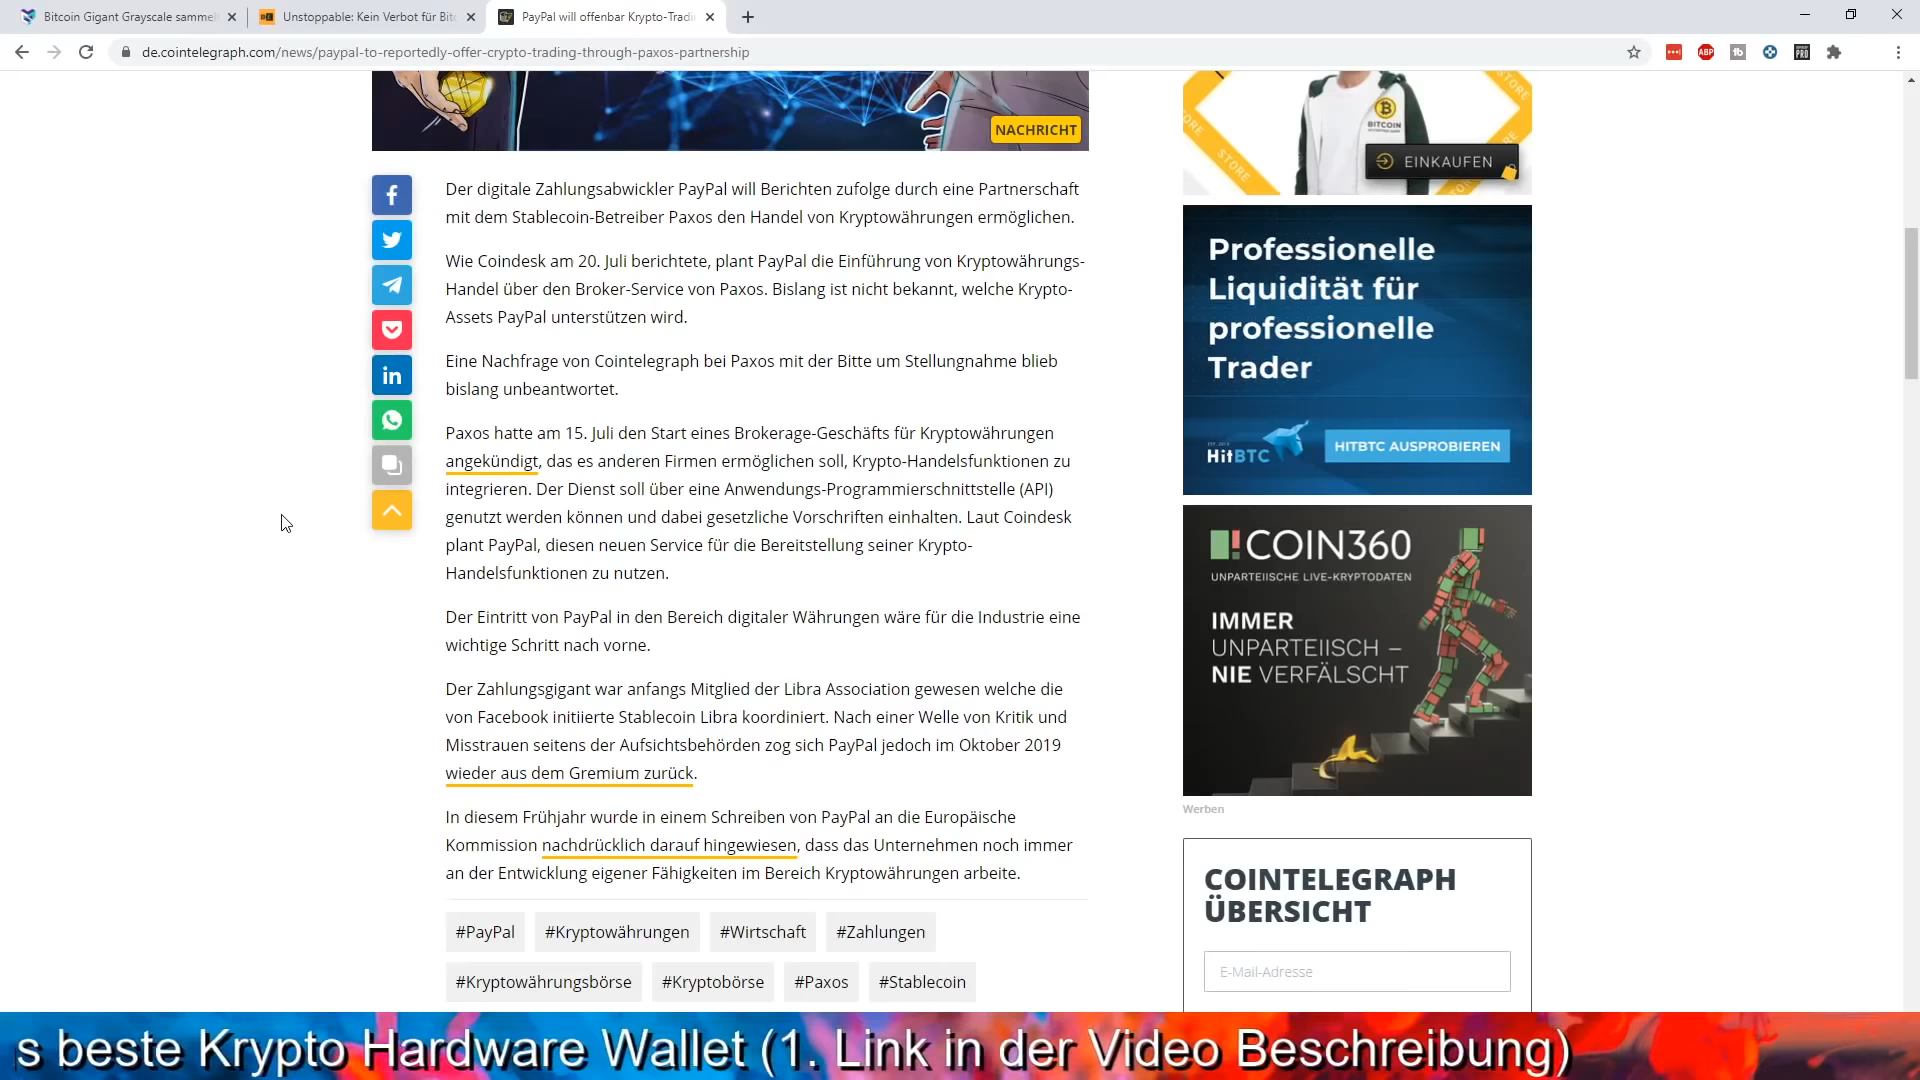 Bitcoin Gigant Grayscale sammel
Unstoppable: Kein Verbot für Bitc
PayPal will offenbar Krypto-Tradi
de.cointelegraph.com/news/paypal-to-reportedly-offer-crypto-trading-through-paxos-partnership
ABP
PRO
NACHRICHT
Der digitale Zahlungsabwickler PayPal will Berichten zufolge durch eine Partnerschaft
mit dem Stablecoin-Betreiber Paxos den Handel von Kryptowährungen ermöglichen.
Wie Coindesk am 20. Juli berichtete, plant PayPal die Einführung von Kryptowährungs-
Handel über den Broker-Service von Paxos. Bislang ist nicht bekannt, welche Krypto-
Assets PayPal unterstützen wird.
Eine Nachfrage von Cointelegraph bei Paxos mit der Bitte um Stellungnahme blieb
bislang unbeantwortet.
Paxos hatte am 15. Juli den Start eines Brokerage-Geschäfts für Kryptowährungen
angekündigt, das es anderen Firmen ermöglichen soll, Krypto-Handelsfunktionen zu
integrieren. Der Dienst soll über eine Anwendungs-Programmierschnittstelle (API)
genutzt werden können und dabei gesetzliche Vorschriften einhalten. Laut Coindesk
plant PayPal, diesen neuen Service für die Bereitstellung seiner Krypto-
Handelsfunktionen zu nutzen.
Der Eintritt von PayPal in den Bereich digitaler Währungen wäre für die Industrie eine
wichtige Schritt nach vorne.
Der Zahlungsgigant war anfangs Mitglied der Libra Association gewesen welche die
von Facebook initiierte Stablecoin Libra koordiniert. Nach einer Welle von Kritik und
Misstrauen seitens der Aufsichtsbehörden zog sich PayPal jedoch im Oktober 2019
wieder aus dem Gremium zurück.
In diesem Frühjahr wurde in einem Schreiben von PayPal an die Europäische
Kommission nachdrücklich darauf hingewiesen, dass das Unternehmen noch immer
an der Entwicklung eigener Fähigkeiten im Bereich Kryptowährungen arbeite.
#PayPal #Kryptowährungen #Wirtschaft #Zahlungen
#Kryptowährungsbörse #Kryptobörse #Paxos #Stablecoin
STORE
BITCOIN
STORE
STORE
EINKAUFEN
Professionelle
Liquidität für
professionelle
Trader
HitBTC
HITBTC AUSPROBIEREN
COIN360
UNPARTEIISCHE LIVE-KRYPTODATEN
IMMER
UNPARTEIISCH –
NIE VERFÄLSCHT
Werben
COINTELEGRAPH
ÜBERSICHT
E-Mail-Adresse
s beste Krypto Hardware Wallet (1. Link in der Video Beschreibung)